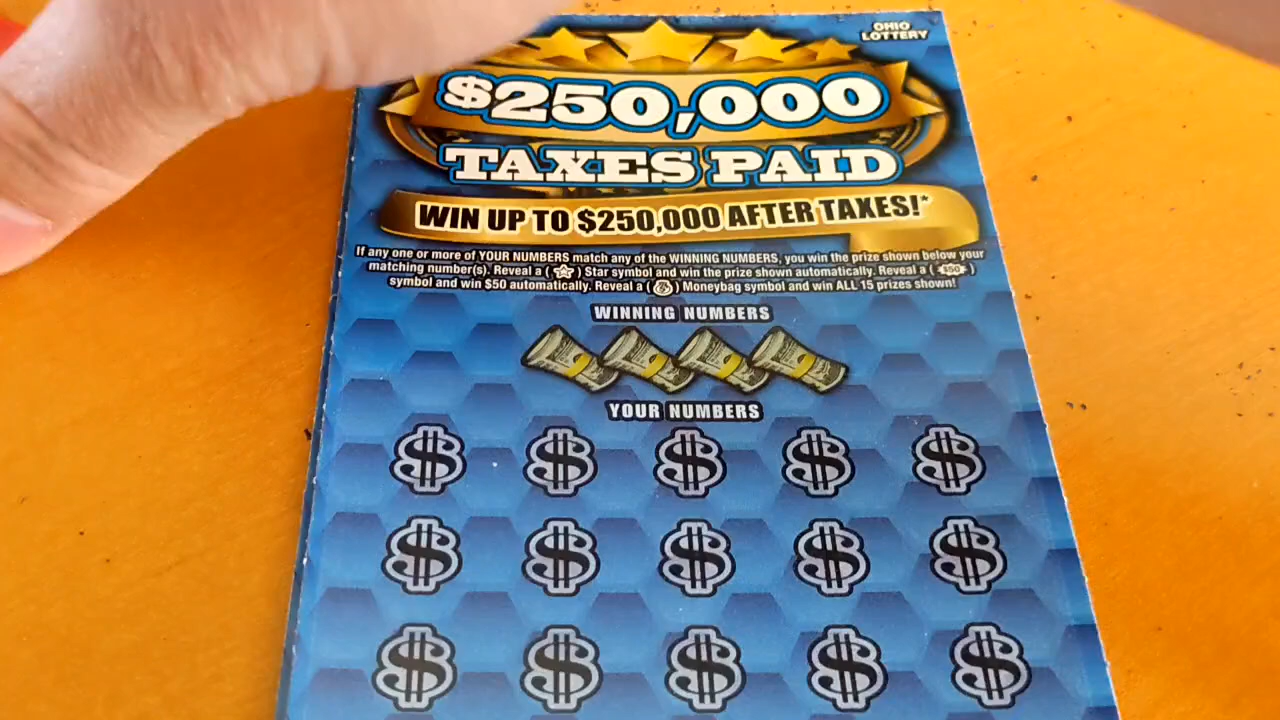 OHIO
LOTTERY
$250,000
TAXES PAID
WIN UP TO $250,000 AFTER TAXES!*
If any one or more of YOUR NUMBERS match any of the WINNING NUMBERS, you win the prize shown below your
matching number(s). Reveal a ( ) Star symbol and win the prize shown automatically. Reveal a ( $50 )
symbol and win $50 automatically. Reveal a ( ) Moneybag symbol and win ALL 15 prizes shown!
WINNING NUMBERS
YOUR NUMBERS
$ $ $ $ $
$ $ $ $ $
$ $ $ $ $